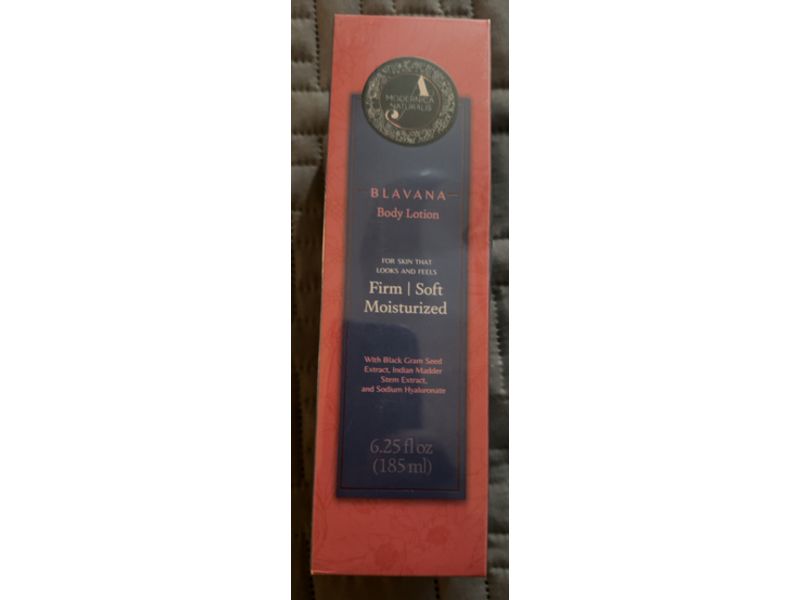 A
MODERNICA
NATURALIS
BLAVANA
Body Lotion
FOR SKIN THAT
LOOKS AND FEELS
Firm | Soft
Moisturized
With Black Gram Seed
Extract, Indian Madder
Stem Extract,
and Sodium Hyaluronate
6.25 fl oz
(185 ml)